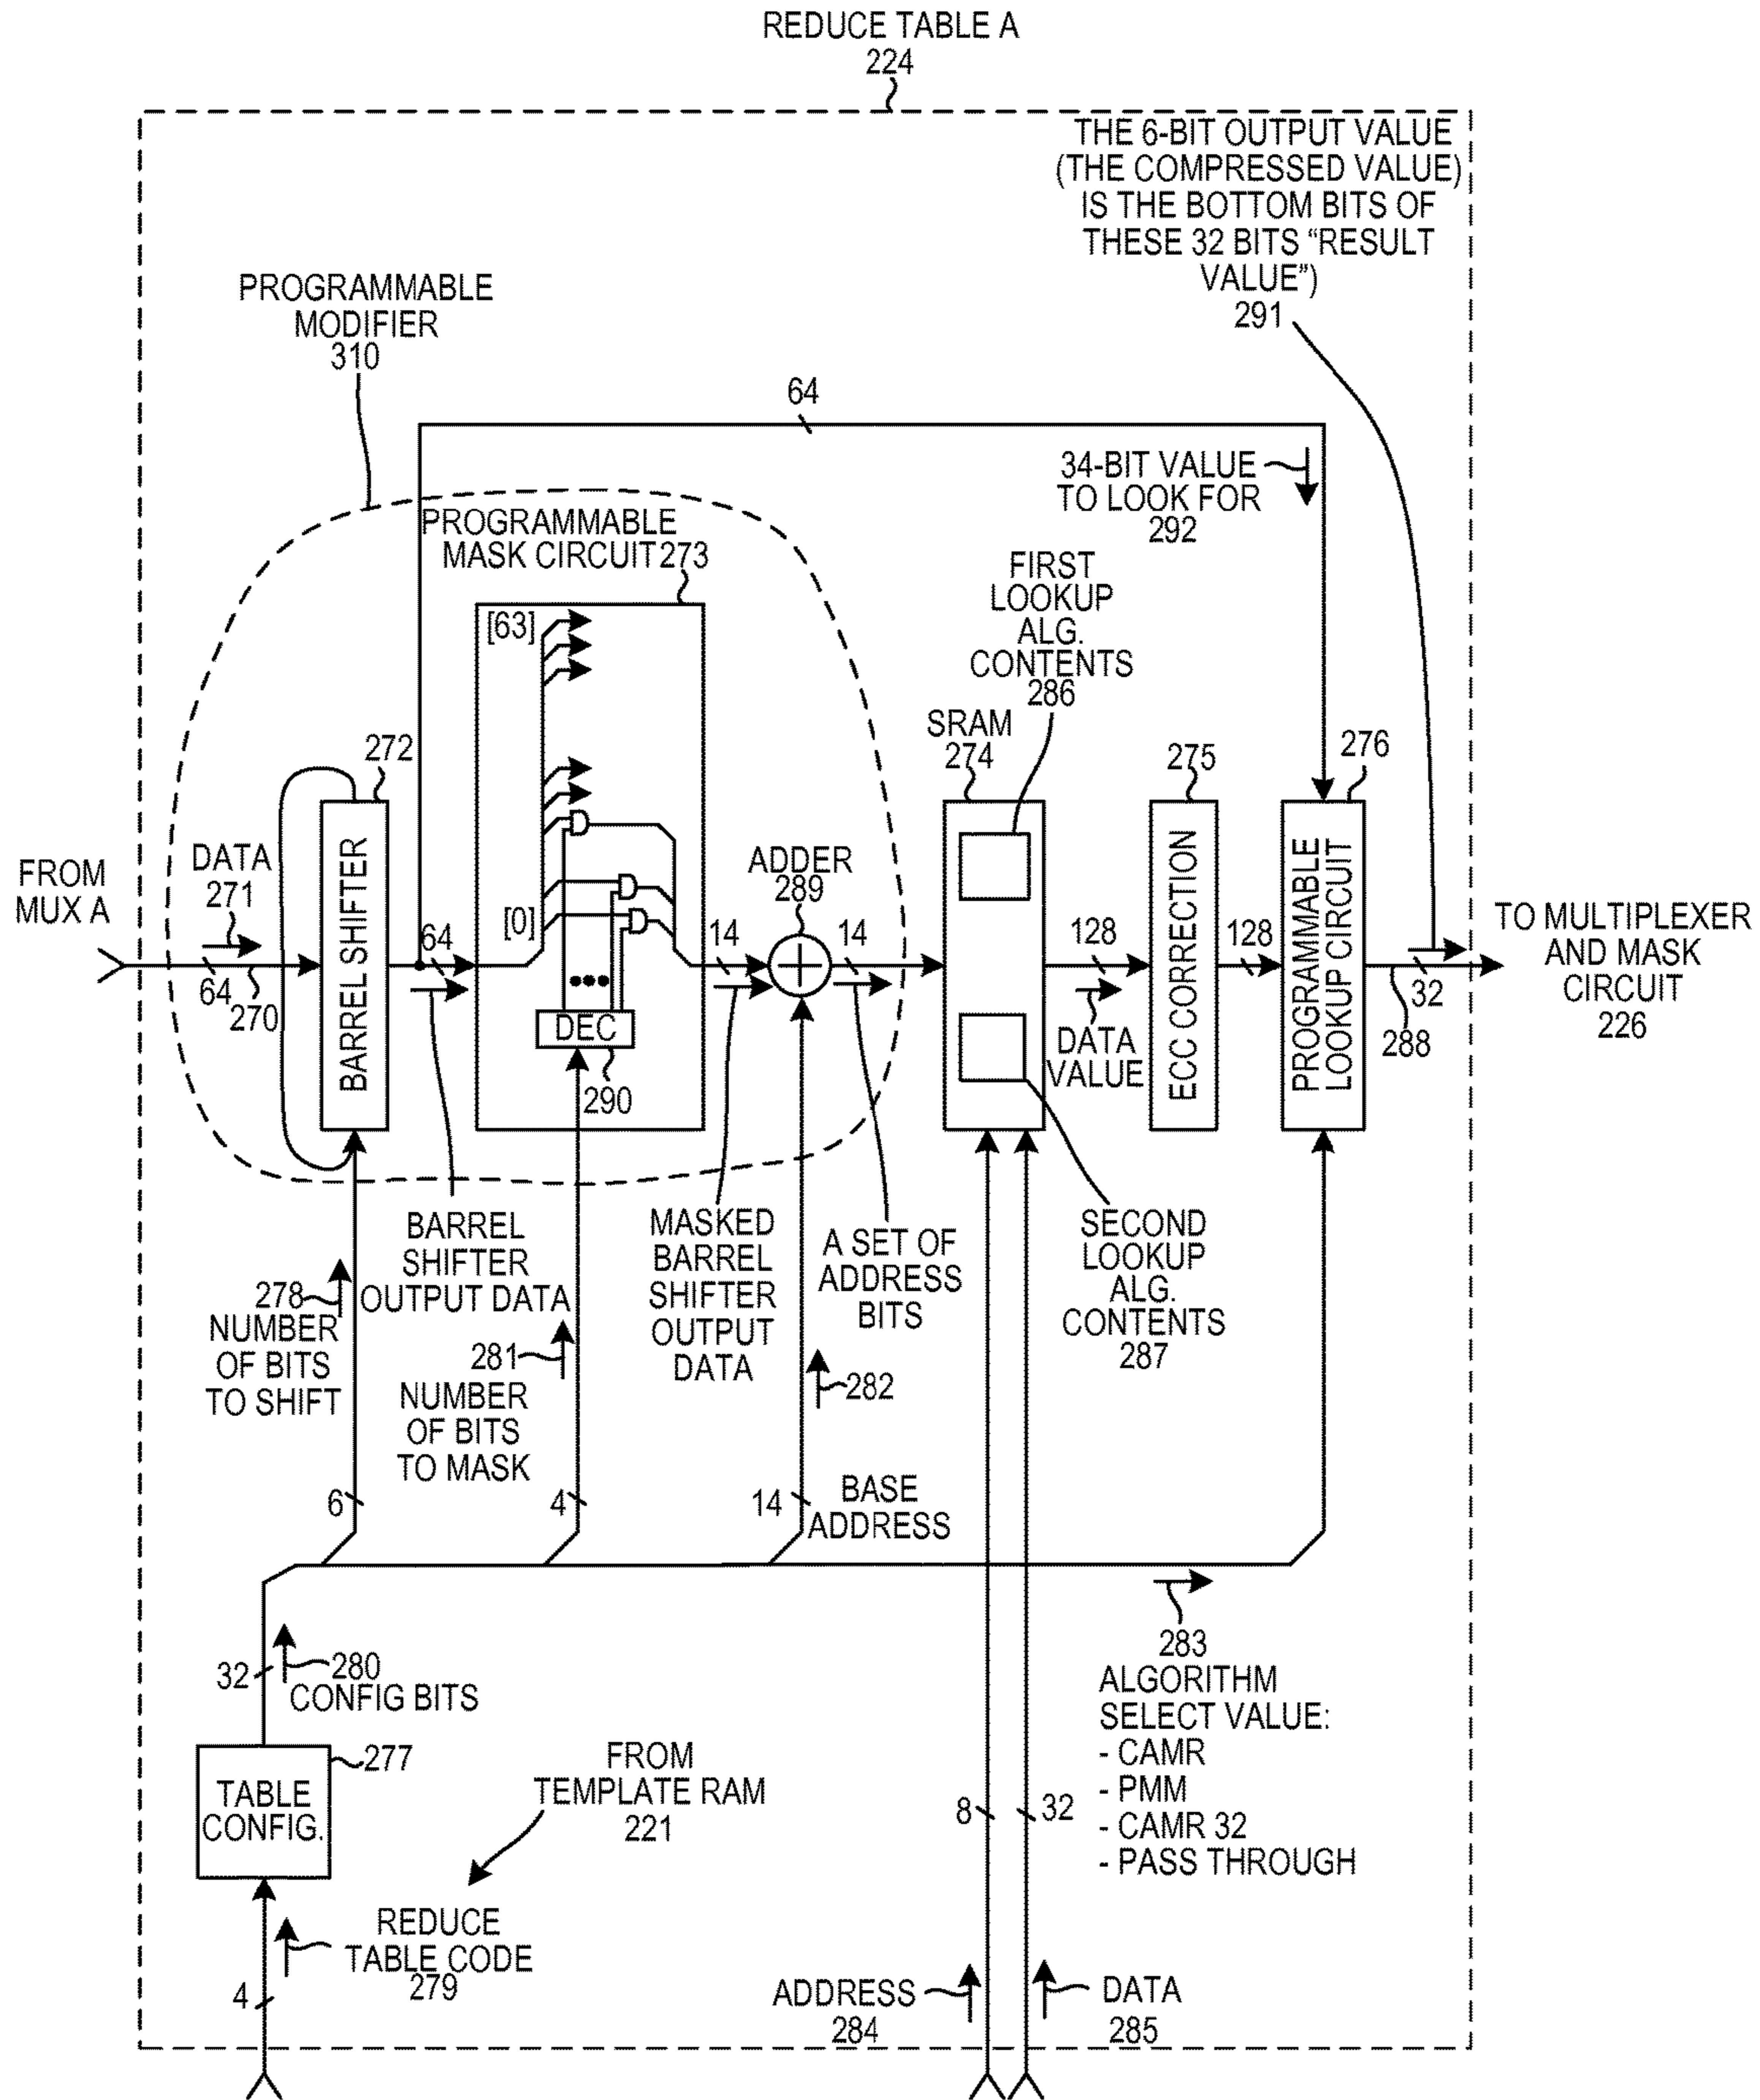 REDUCE TABLE A
224
THE 6-BIT OUTPUT VALUE
(THE COMPRESSED VALUE)
IS THE BOTTOM BITS OF
THESE 32 BITS “RESULT
VALUE”)
291
PROGRAMMABLE
MODIFIER
310
64
34-BIT VALUE
TO LOOK FOR
292
PROGRAMMABLE
MASK CIRCUIT 273
[63]
[0]
DEC
290
FIRST
LOOKUP
ALG.
CONTENTS
286
SRAM
274
272
275
276
FROM
MUX A
DATA
271
64
270
BARREL SHIFTER
64
14
ADDER
289
14
128
DATA
VALUE
ECC CORRECTION
128
PROGRAMMABLE
LOOKUP CIRCUIT
32
288
TO MULTIPLEXER
AND MASK
CIRCUIT
226
278
NUMBER
OF BITS
TO SHIFT
BARREL
SHIFTER
OUTPUT DATA
281
NUMBER
OF BITS
TO MASK
MASKED
BARREL
SHIFTER
OUTPUT
DATA
A SET OF
ADDRESS
BITS
282
SECOND
LOOKUP
ALG.
CONTENTS
287
6
4
14
BASE
ADDRESS
283
ALGORITHM
SELECT VALUE:
- CAMR
- PMM
- CAMR 32
- PASS THROUGH
32
280
CONFIG BITS
277
TABLE
CONFIG.
FROM
TEMPLATE RAM
221
REDUCE
TABLE CODE
279
4
8
32
ADDRESS
284
DATA
285